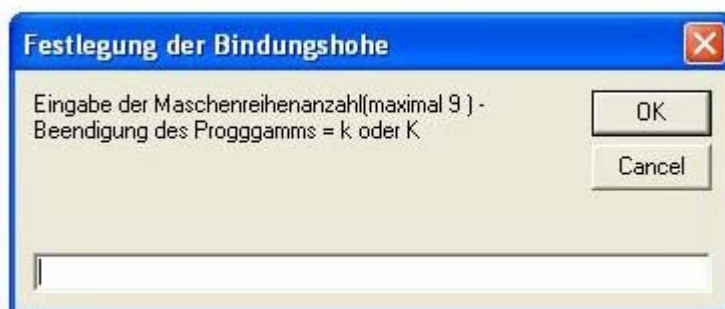 Festlegung der Bindungshohe
Eingabe der Maschenreihenanzahl(maximal 9 ) -
Beendigung des Progggamms = k oder K
OK
Cancel